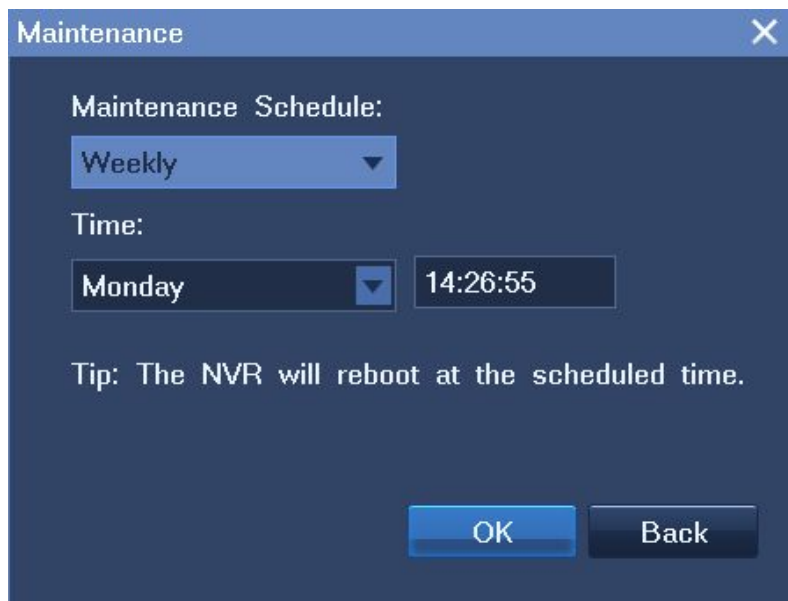 Maintenance
Maintenance Schedule:
Weekly
Time:
Monday 14:26:55
Tip: The NVR will reboot at the scheduled time.
OK Back